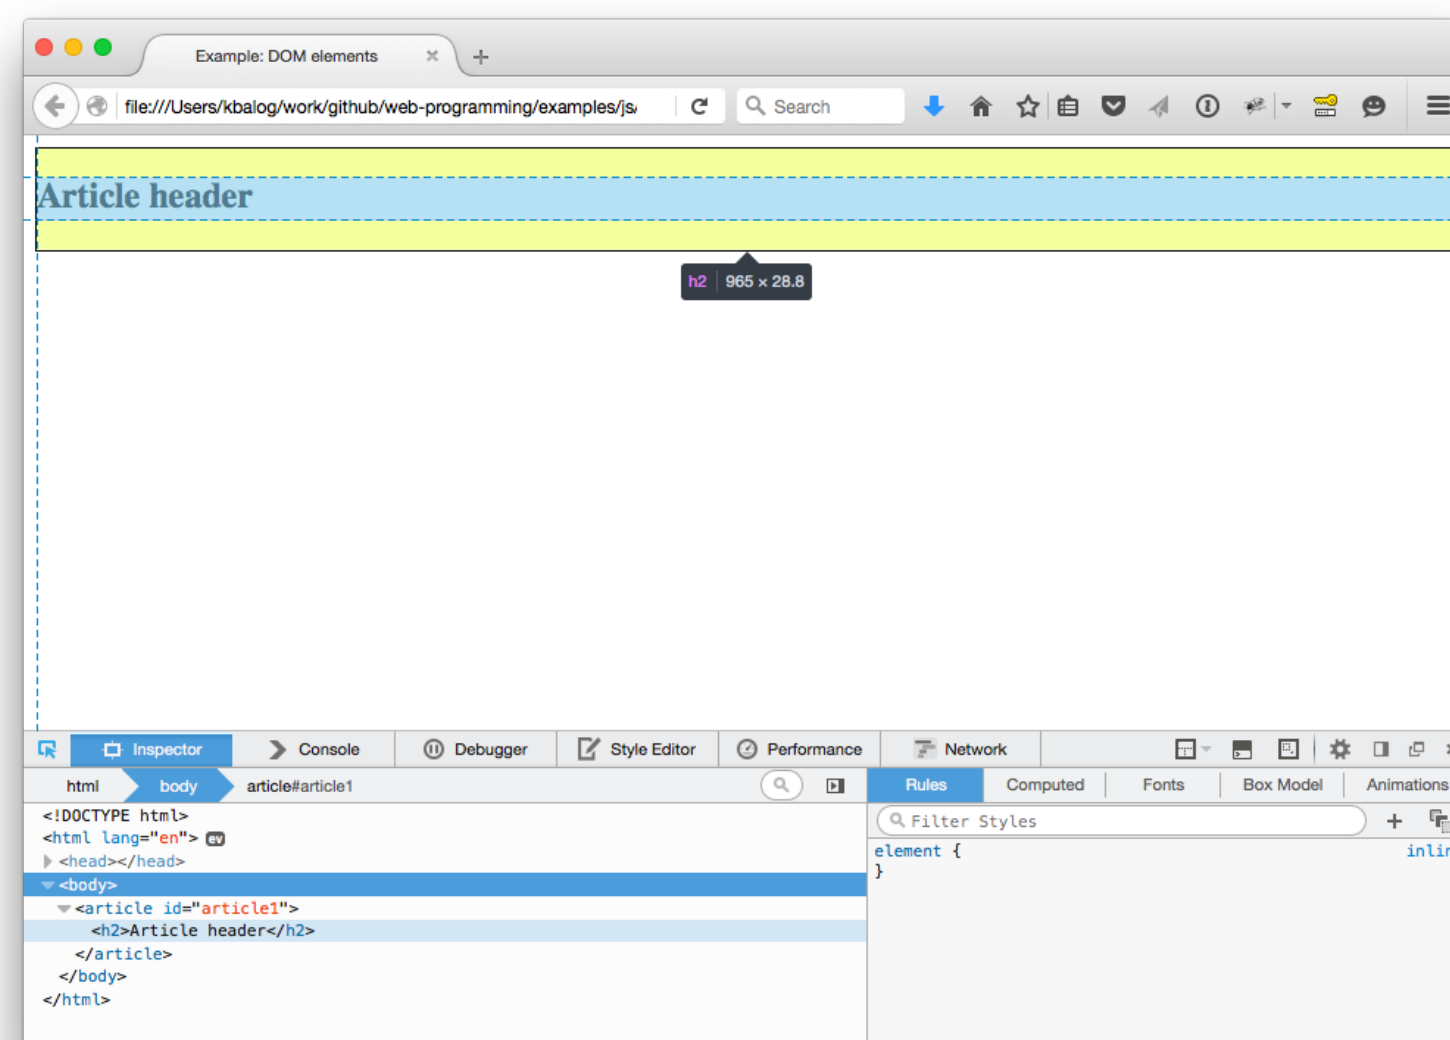 Example: DOM elements
file:///Users/kbalog/work/github/web-programming/examples/js/
Search
Article header
h2 965 × 28.8
Inspector Console Debugger Style Editor Performance Network
html body article#article1
Rules Computed Fonts Box Model Animations
<!DOCTYPE html>
<html lang="en"> ev
<head></head>
<body>
<article id="article1">
<h2>Article header</h2>
</article>
</body>
</html>
Filter Styles
element {
}